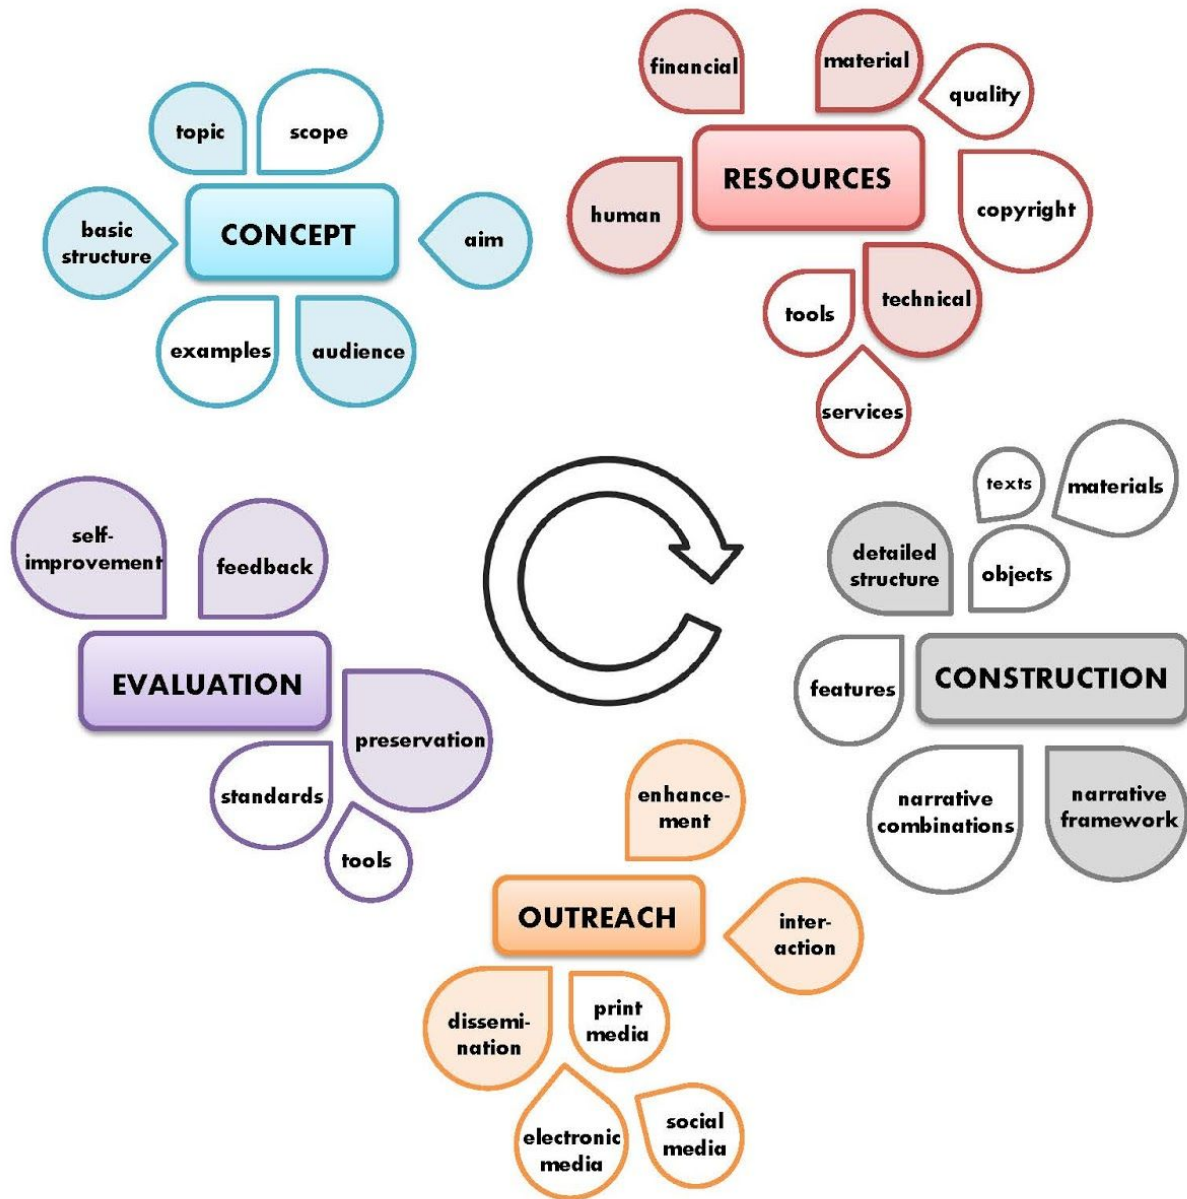 topic
scope
basic
structure
CONCEPT
aim
examples
audience
financial
material
quality
human
RESOURCES
copyright
tools
technical
services
texts
materials
detailed
structure
objects
features
CONSTRUCTION
narrative
combinations
narrative
framework
enhance-
ment
OUTREACH
inter-
action
dissemi-
nation
print
media
electronic
media
social
media
self-
improvement
feedback
EVALUATION
preservation
standards
tools